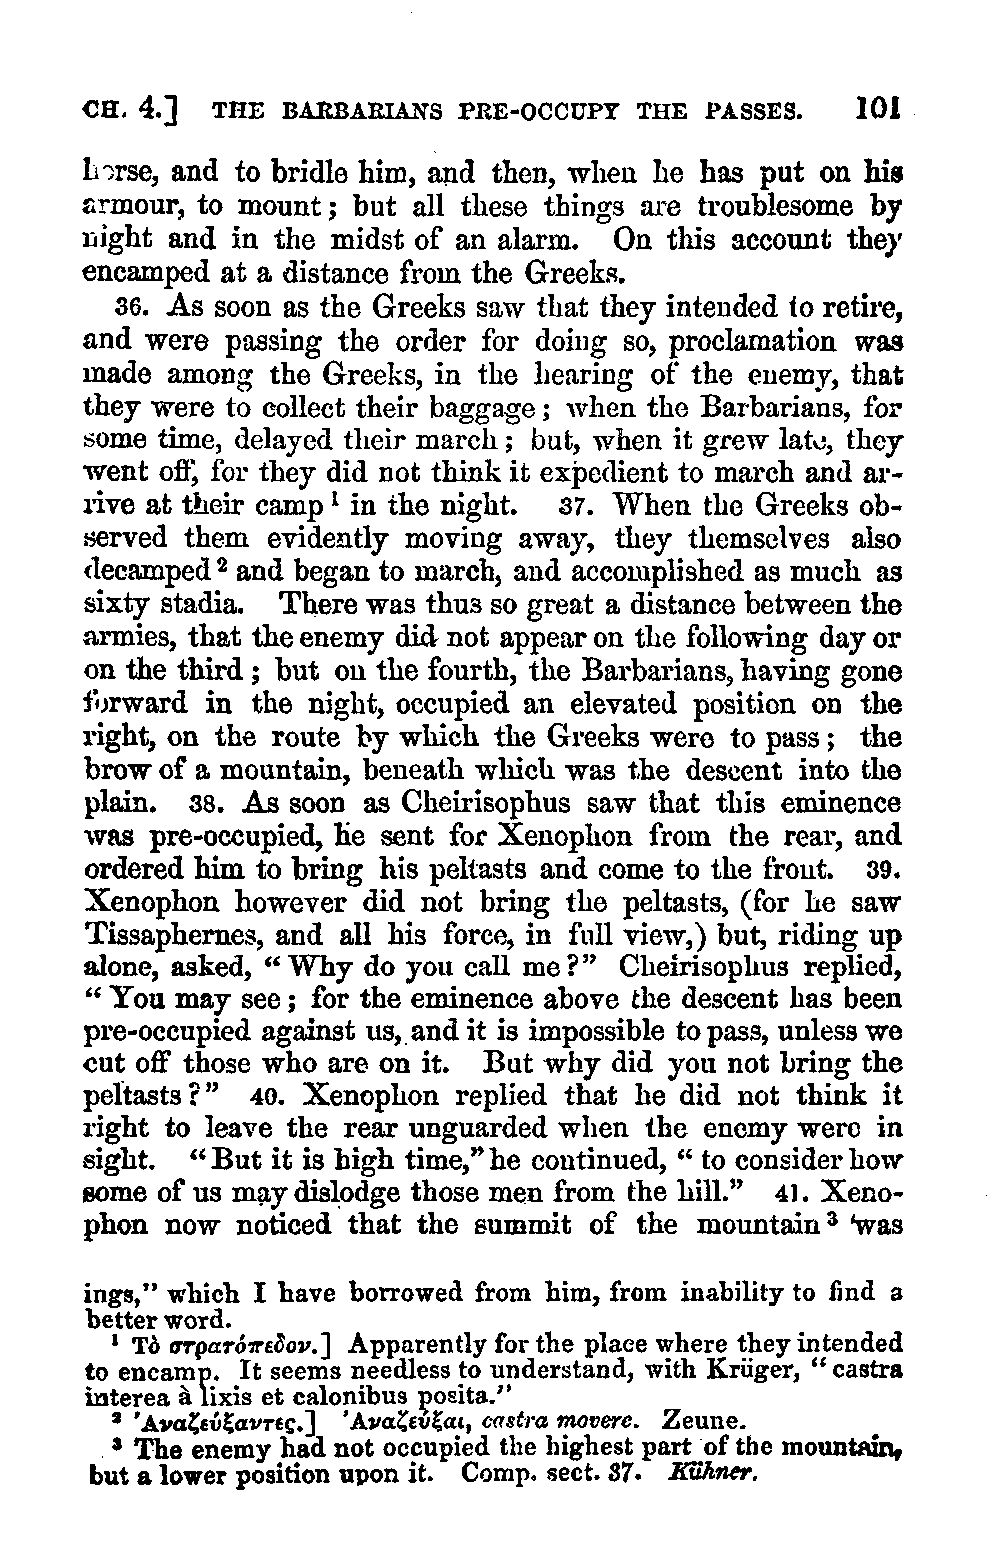 CH. 4.] THE BARBARIANS PRE-OCCUPY THE PASSES. 101
horse, and to bridle him, and then, when he has put on his
armour, to mount; but all these things are troublesome by
night and in the midst of an alarm. On this account they
encamped at a distance from the Greeks.
36. As soon as the Greeks saw that they intended to retire,
and were passing the order for doing so, proclamation was
made among the Greeks, in the hearing of the enemy, that
they were to collect their baggage; when the Barbarians, for
some time, delayed their march; but, when it grew late, they
went off, for they did not think it expedient to march and ar-
rive at their camp¹ in the night. 37. When the Greeks ob-
served them evidently moving away, they themselves also
decamped² and began to march, and accomplished as much as
sixty stadia. There was thus so great a distance between the
armies, that the enemy did not appear on the following day or
on the third; but on the fourth, the Barbarians, having gone
forward in the night, occupied an elevated position on the
right, on the route by which the Greeks were to pass; the
brow of a mountain, beneath which was the descent into the
plain. 38. As soon as Cheirisophus saw that this eminence
was pre-occupied, he sent for Xenophon from the rear, and
ordered him to bring his peltasts and come to the front. 39.
Xenophon however did not bring the peltasts, (for he saw
Tissaphernes, and all his force, in full view,) but, riding up
alone, asked, "Why do you call me?" Cheirisophus replied,
"You may see; for the eminence above the descent has been
pre-occupied against us, and it is impossible to pass, unless we
cut off those who are on it. But why did you not bring the
peltasts?" 40. Xenophon replied that he did not think it
right to leave the rear unguarded when the enemy were in
sight. "But it is high time," he continued, "to consider how
some of us may dislodge those men from the hill." 41. Xeno-
phon now noticed that the summit of the mountain³ was
ings," which I have borrowed from him, from inability to find a
better word.
¹ Τὸ στρατόπεδον.] Apparently for the place where they intended
to encamp. It seems needless to understand, with Krüger, "castra
interea à lixis et calonibus posita."
² Ἀναζεύξαντες.] Ἀναζεύξαι, castra movere. Zeune.
³ The enemy had not occupied the highest part of the mountain,
but a lower position upon it. Comp. sect. 37. Kühner.